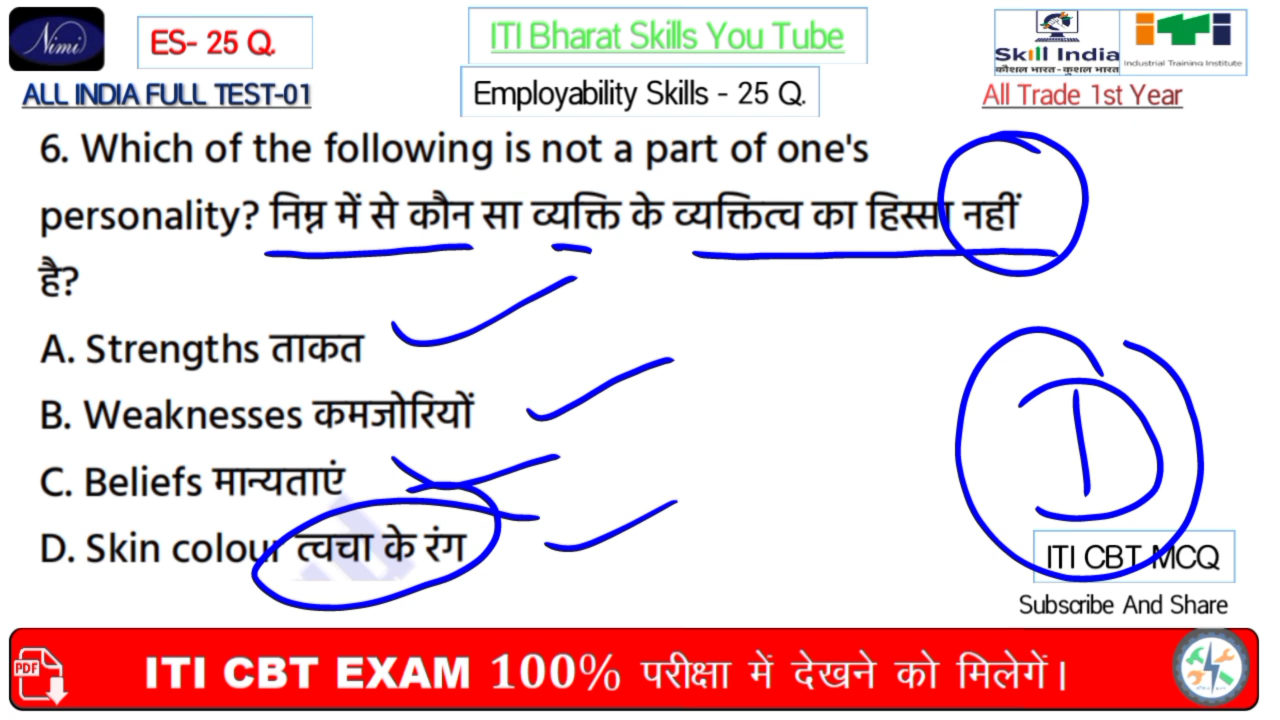 Nimi
ES- 25 Q.
ITI Bharat Skills You Tube
Skill India
कौशल भारत - कुशल भारत
Industrial Training Institute
ALL INDIA FULL TEST-01
Employability Skills - 25 Q.
All Trade 1st Year
6. Which of the following is not a part of one's
personality? निम्न में से कौन सा व्यक्ति के व्यक्तित्व का हिस्सा नहीं
है?
A. Strengths ताकत
B. Weaknesses कमजोरियों
C. Beliefs मान्यताएं
D. Skin colour त्वचा के रंग
D
ITI CBT MCQ
Subscribe And Share
PDF
ITI CBT EXAM 100% परीक्षा में देखने को मिलेगें।